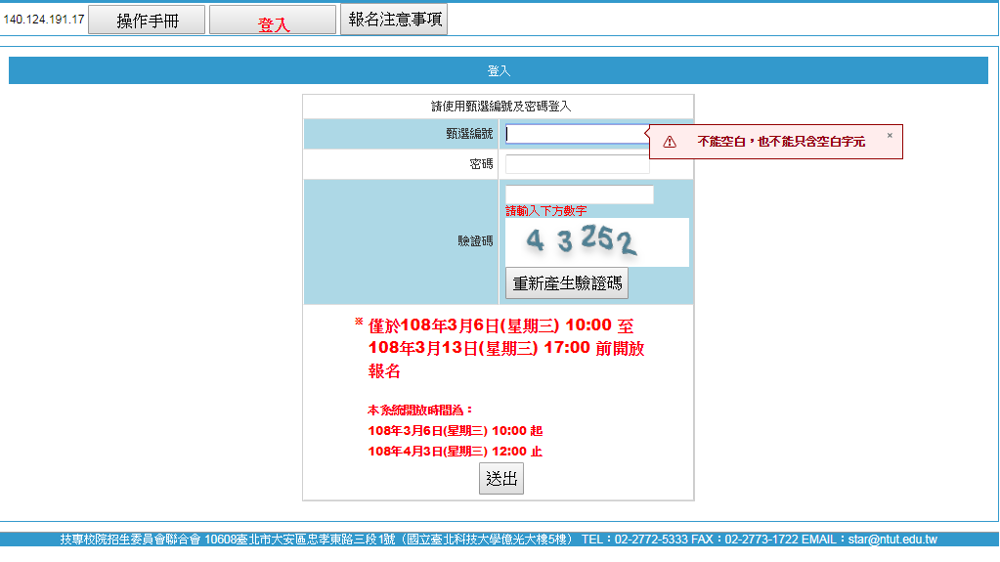 140.124.191.17 操作手冊 登入 報名注意事項
登入
請使用甄選編號及密碼登入
甄選編號
不能空白，也不能只含空白字元 ×
密碼
請輸入下方數字
驗證碼
43252
重新產生驗證碼
※ 僅於108年3月6日(星期三) 10:00 至
108年3月13日(星期三) 17:00 前開放
報名
本系統開放時間為：
108年3月6日(星期三) 10:00 起
108年4月3日(星期三) 12:00 止
送出
技專校院招生委員會聯合會 10608臺北市大安區忠孝東路三段1號（國立臺北科技大學億光大樓5樓） TEL：02-2772-5333 FAX：02-2773-1722 EMAIL：star@ntut.edu.tw